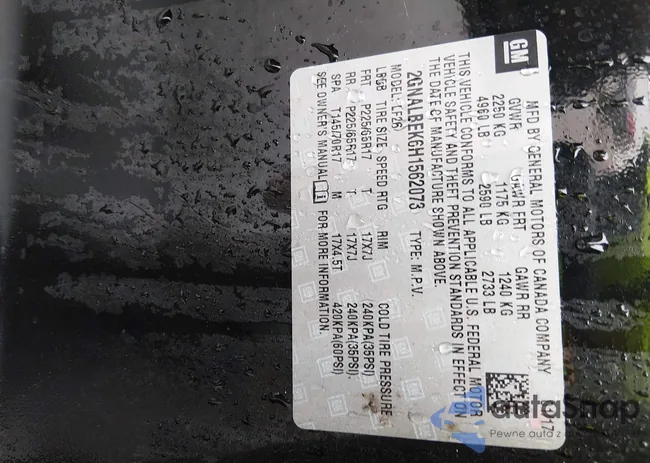 GM
MFD BY GENERAL MOTORS OF CANADA COMPANY
GVWR GAWR FRT GAWR RR
2250 KG 1175 KG 1240 KG
4960 LB 2590 LB 2733 LB
THIS VEHICLE CONFORMS TO ALL APPLICABLE U.S. FEDERAL MOTOR
VEHICLE SAFETY AND THEFT PREVENTION STANDARDS IN EFFECT ON
THE DATE OF MANUFACTURE SHOWN ABOVE.
2GNALBEKGH1562073 TYPE: M.P.V.
MODEL: LF26
TIRE SIZE SPEED RTG RIM COLD TIRE PRESSURE
FRT P225/65R17 T 17X7J 240KPA(35PSI)
RR P225/65R17 T 17X7J 240KPA(35PSI)
SPA T145/70R17 M 17X4.5T 420KPA(60PSI)
SEE OWNER'S MANUAL FOR MORE INFORMATION.
17
autaSnap
Pewne auta z